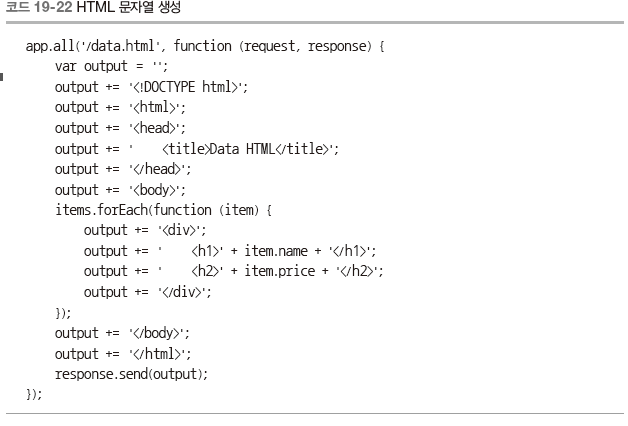 코드 19-22 HTML 문자열 생성
app.all('/data.html', function (request, response) {
    var output = '';
    output += '<!DOCTYPE html>';
    output += '<html>';
    output += '<head>';
    output += '    <title>Data HTML</title>';
    output += '</head>';
    output += '<body>';
    items.forEach(function (item) {
        output += '<div>';
        output += '    <h1>' + item.name + '</h1>';
        output += '    <h2>' + item.price + '</h2>';
        output += '</div>';
    });
    output += '</body>';
    output += '</html>';
    response.send(output);
});